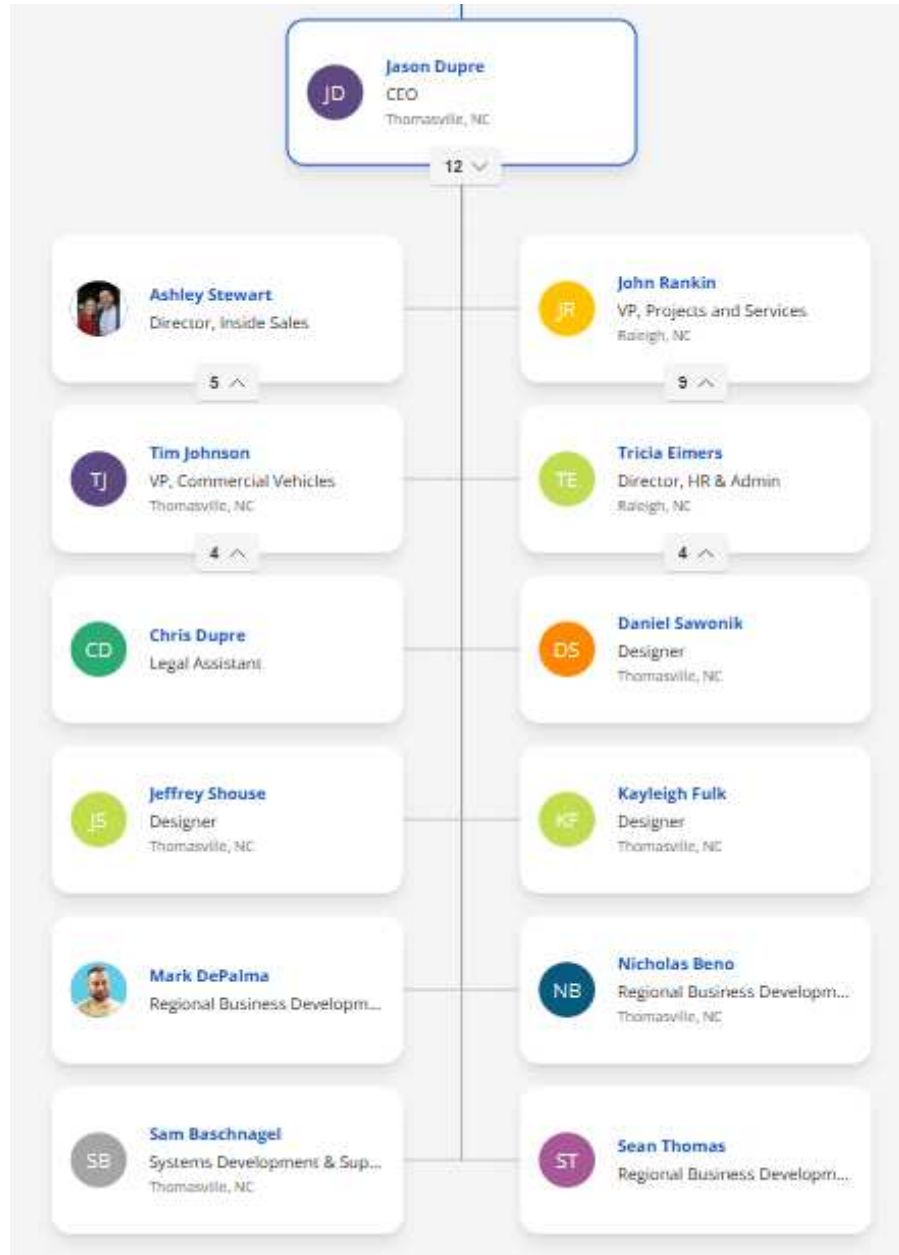 JD
Jason Dupre
CEO
Thomasville, NC
12
Ashley Stewart
Director, Inside Sales
5
JR
John Rankin
VP, Projects and Services
Raleigh, NC
9
TJ
Tim Johnson
VP, Commercial Vehicles
Thomasville, NC
4
TE
Tricia Eimers
Director, HR & Admin
Raleigh, NC
4
CD
Chris Dupre
Legal Assistant
DS
Daniel Sawonik
Designer
Thomasville, NC
JS
Jeffrey Shouse
Designer
Thomasville, NC
KF
Kayleigh Fulk
Designer
Thomasville, NC
Mark DePalma
Regional Business Developm...
NB
Nicholas Beno
Regional Business Developm...
Thomasville, NC
SB
Sam Baschnagel
Systems Development & Sup...
Thomasville, NC
ST
Sean Thomas
Regional Business Developm...